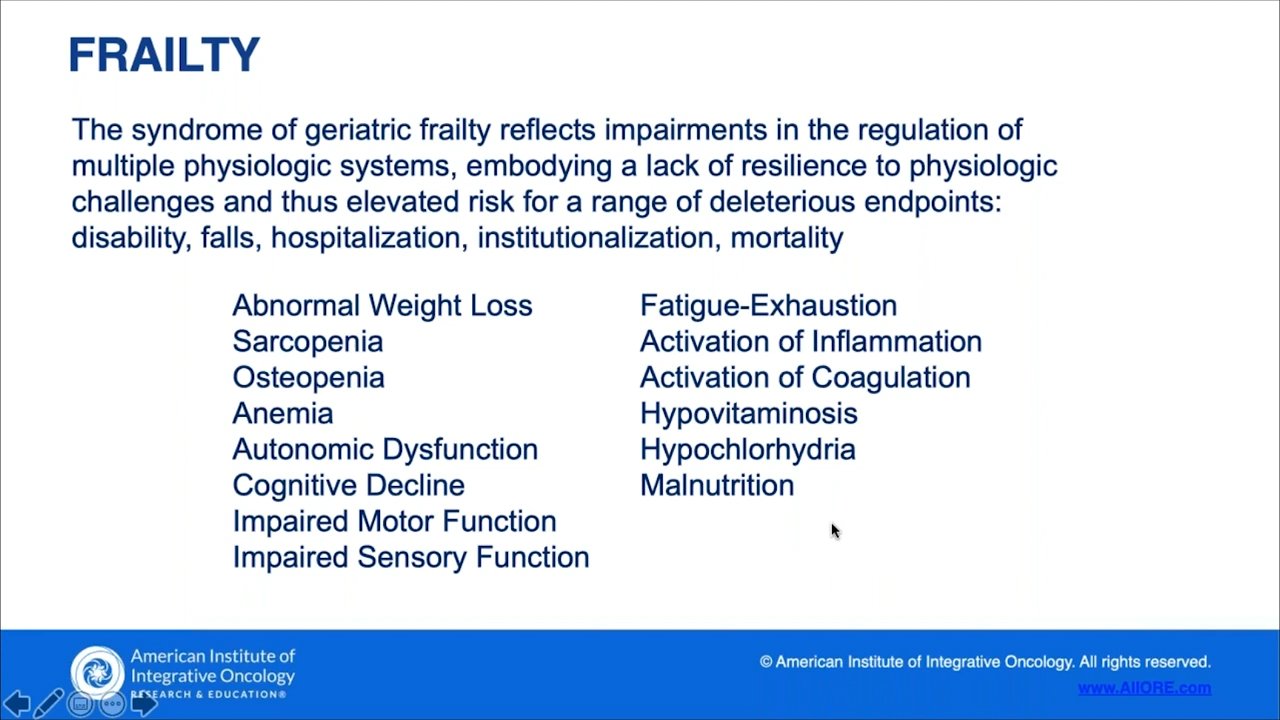 FRAILTY
The syndrome of geriatric frailty reflects impairments in the regulation of
multiple physiologic systems, embodying a lack of resilience to physiologic
challenges and thus elevated risk for a range of deleterious endpoints:
disability, falls, hospitalization, institutionalization, mortality
Abnormal Weight Loss
Sarcopenia
Osteopenia
Anemia
Autonomic Dysfunction
Cognitive Decline
Impaired Motor Function
Impaired Sensory Function
Fatigue-Exhaustion
Activation of Inflammation
Activation of Coagulation
Hypovitaminosis
Hypochlorhydria
Malnutrition
American Institute of
Integrative Oncology
RESEARCH & EDUCATION®
© American Institute of Integrative Oncology. All rights reserved.
www.AIIORE.com